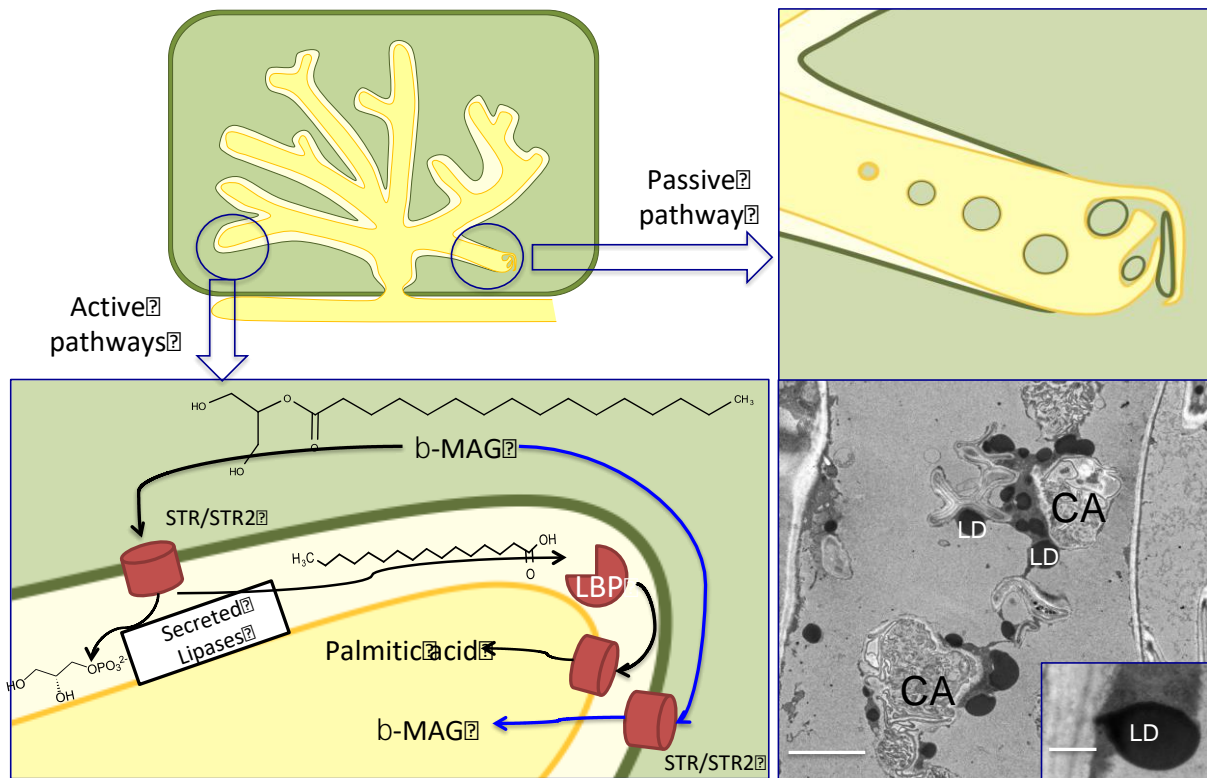 Passive
pathway
Active
pathways
HO
O
CH3
O
HO
b-MAG
STR/STR2
H3C
OH
O
LBP
Secreted
Lipases
OPO3 2-
HO
OH
Palmitic acid
b-MAG
STR/STR2
CA
LD
LD
CA
LD